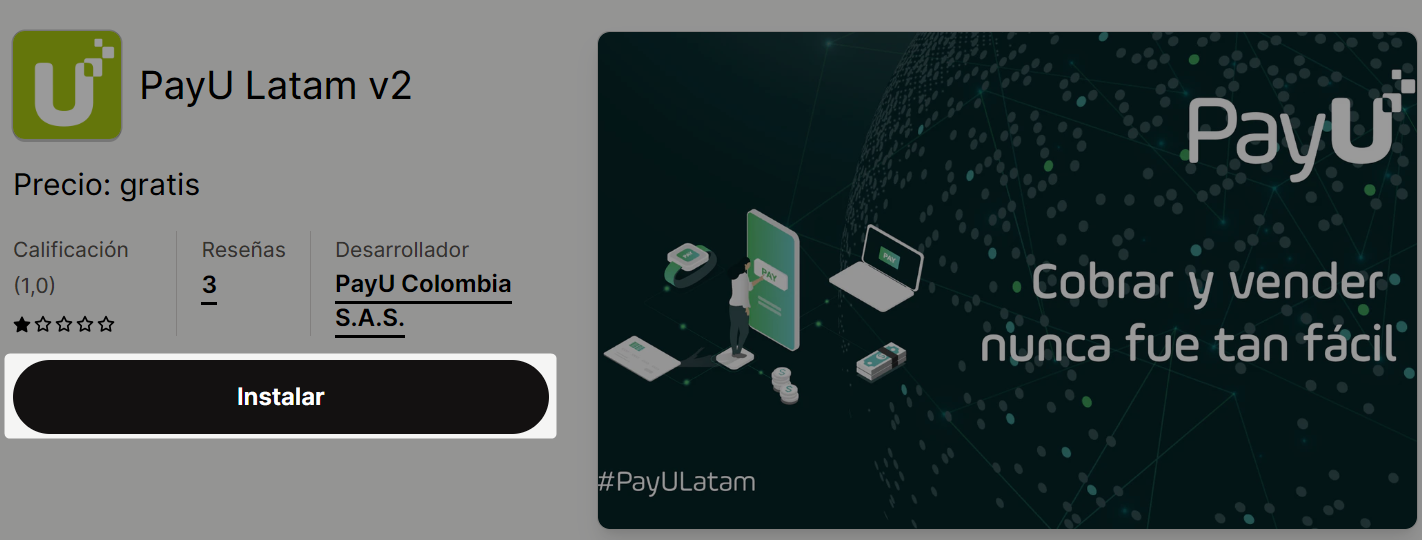 PayU Latam v2
Precio: gratis
Calificación
(1,0)
Reseñas
3
Desarrollador
PayU Colombia
S.A.S.
Instalar
PayU
Cobrar y vender
nunca fue tan fácil
PAY
PAY
#PayULatam